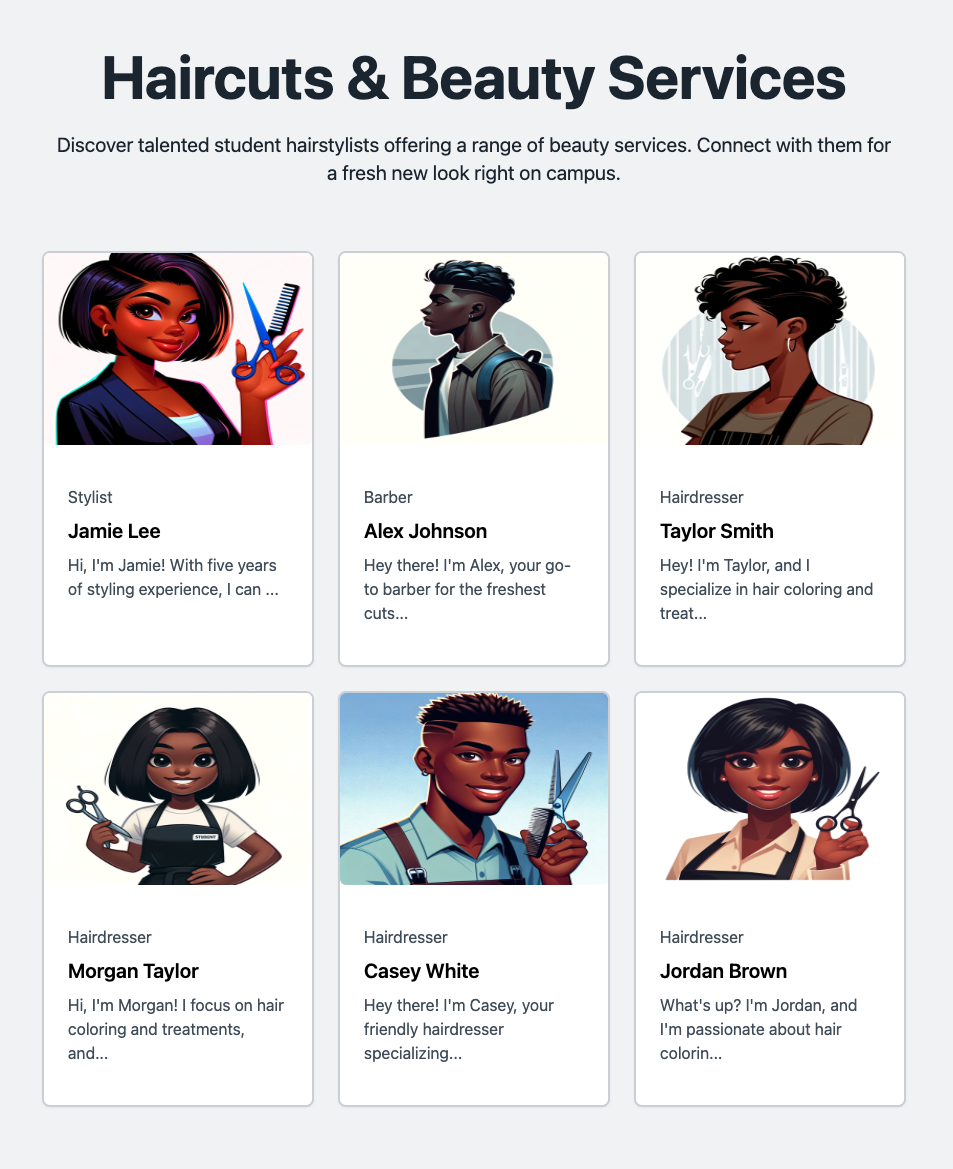 Haircuts & Beauty Services
Discover talented student hairstylists offering a range of beauty services. Connect with them for
a fresh new look right on campus.
Stylist
Jamie Lee
Hi, I'm Jamie! With five years
of styling experience, I can ...
Barber
Alex Johnson
Hey there! I'm Alex, your go-
to barber for the freshest
cuts...
Hairdresser
Taylor Smith
Hey! I'm Taylor, and I
specialize in hair coloring and
treat...
STUDENT
Hairdresser
Morgan Taylor
Hi, I'm Morgan! I focus on hair
coloring and treatments,
and...
Hairdresser
Casey White
Hey there! I'm Casey, your
friendly hairdresser
specializing...
Hairdresser
Jordan Brown
What's up? I'm Jordan, and
I'm passionate about hair
colorin...